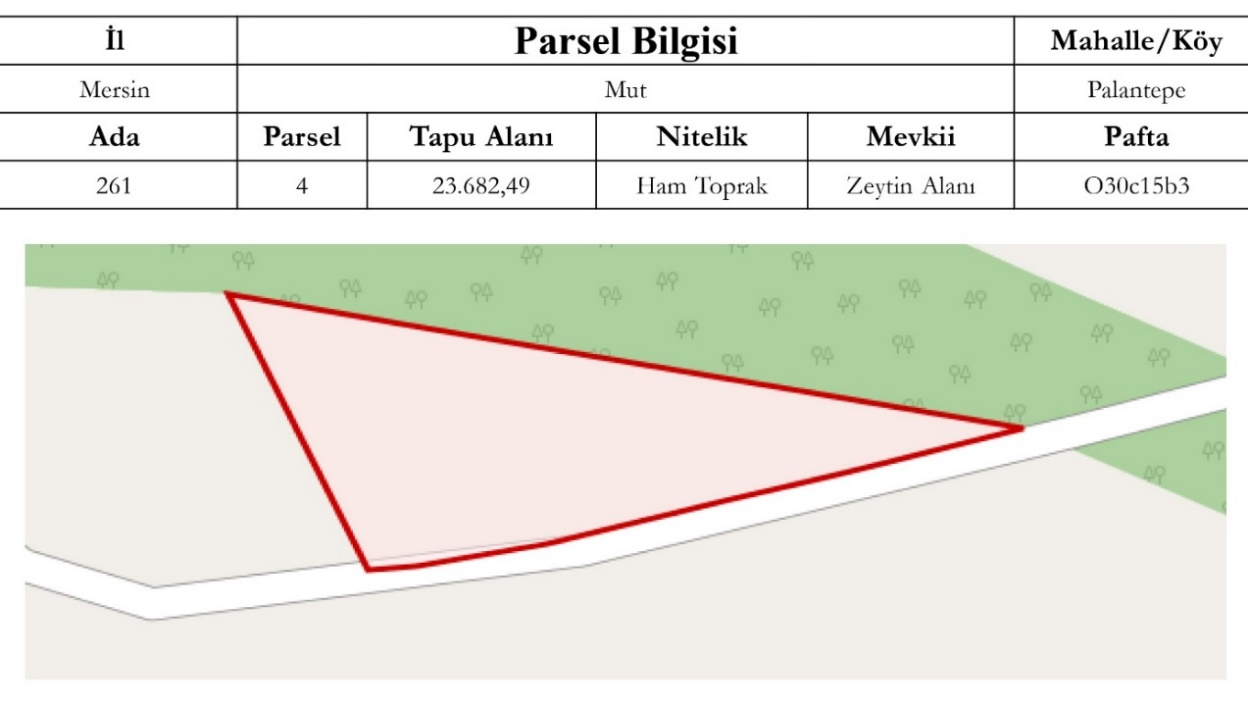 İl Parsel Bilgisi Mahalle/Köy
Mersin Mut Palantepe
Ada Parsel Tapu Alanı Nitelik Mevkii Pafta
261 4 23.682,49 Ham Toprak Zeytin Alanı O30c15b3